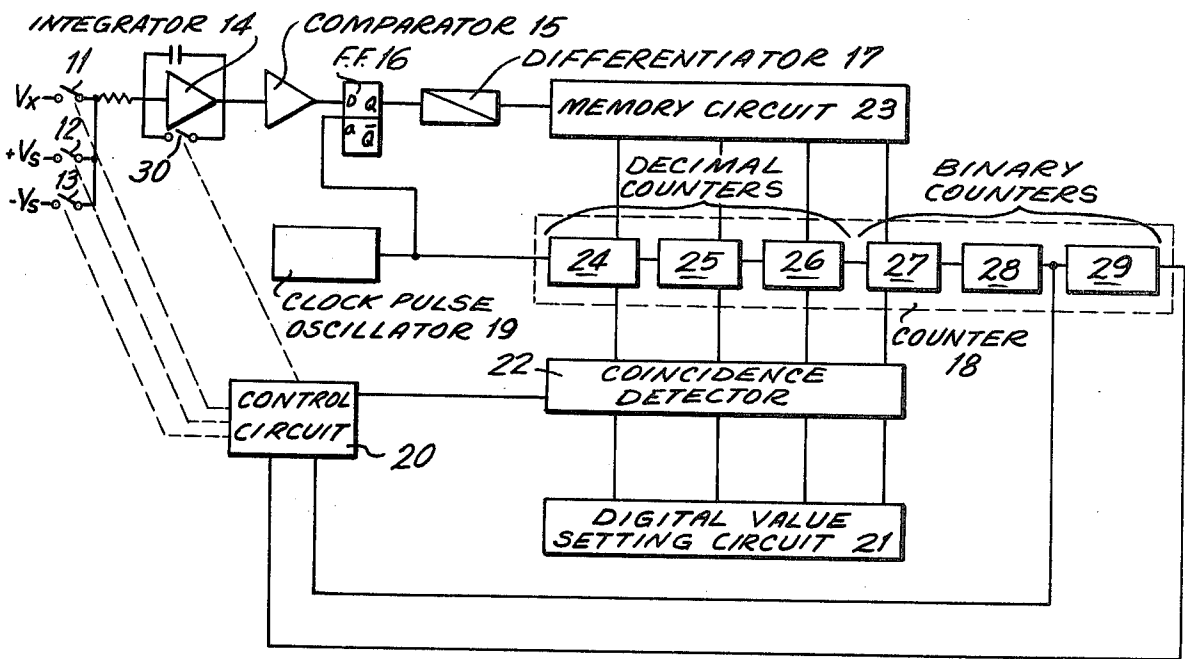 INTEGRATOR 14
COMPARATOR 15
F.F. 16
DIFFERENTIATOR 17
11
Vx
12
+Vs
13
-Vs
30
D Q
a Q̄
MEMORY CIRCUIT 23
DECIMAL
COUNTERS
BINARY
COUNTERS
24
25
26
27
28
29
CLOCK PULSE
OSCILLATOR 19
COUNTER
18
22
COINCIDENCE
DETECTOR
CONTROL
CIRCUIT
20
DIGITAL VALUE
SETTING CIRCUIT 21